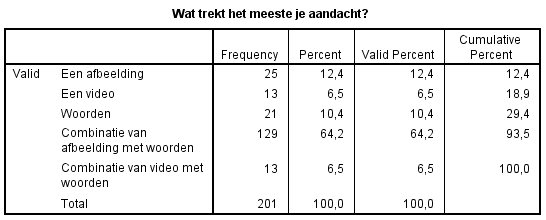 Wat trekt het meeste je aandacht?
Frequency Percent Valid Percent Cumulative Percent
Valid Een afbeelding 25 12,4 12,4 12,4
Een video 13 6,5 6,5 18,9
Woorden 21 10,4 10,4 29,4
Combinatie van afbeelding met woorden 129 64,2 64,2 93,5
Combinatie van video met woorden 13 6,5 6,5 100,0
Total 201 100,0 100,0